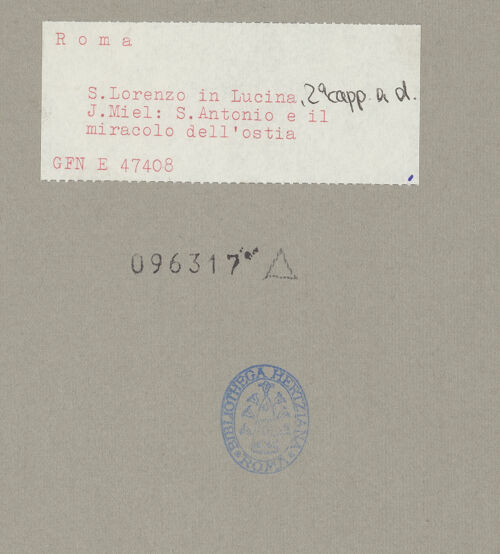 Roma
S.Lorenzo in Lucina, 2a capp. a d.
J.Miel: S.Antonio e il
miracolo dell'ostia
GFN E 47408
096317
BIBLIOTHECA HERTZIANA
ROMA